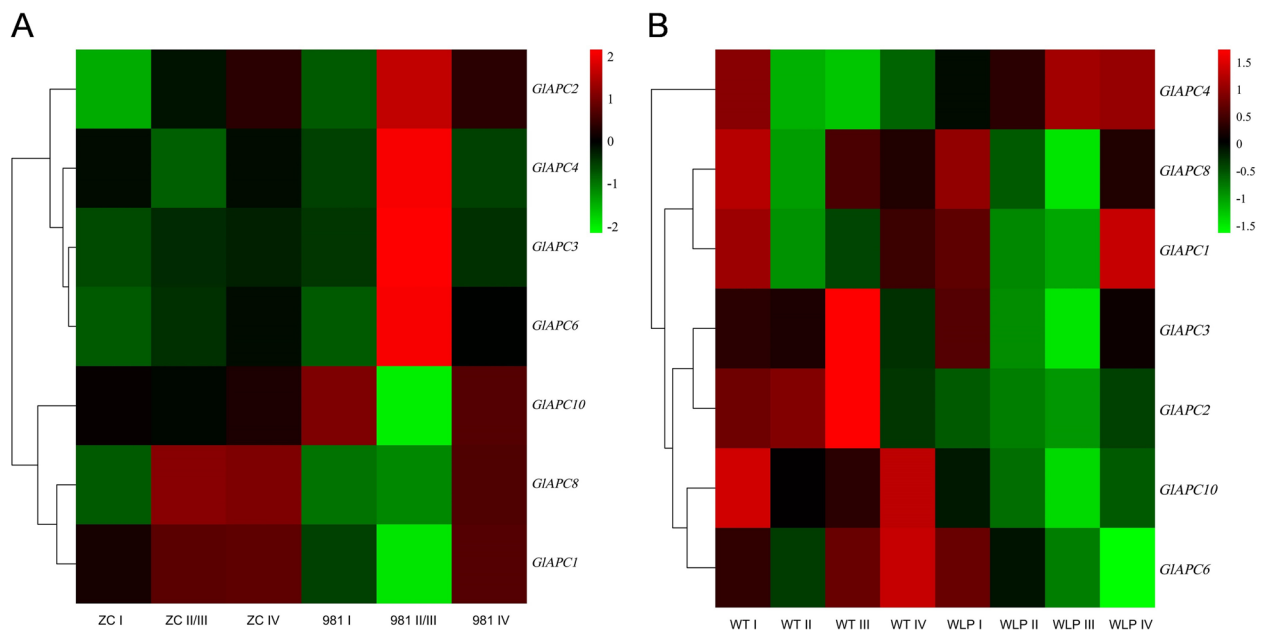 A
2
1
0
-1
-2
GlAPC2
GlAPC4
GlAPC3
GlAPC6
GlAPC10
GlAPC8
GlAPC1
ZC I ZC II/III ZC IV 981 I 981 II/III 981 IV
B
1.5
1
0.5
0
-0.5
-1
-1.5
GlAPC4
GlAPC8
GlAPC1
GlAPC3
GlAPC2
GlAPC10
GlAPC6
WT I WT II WT III WT IV WLP I WLP II WLP III WLP IV